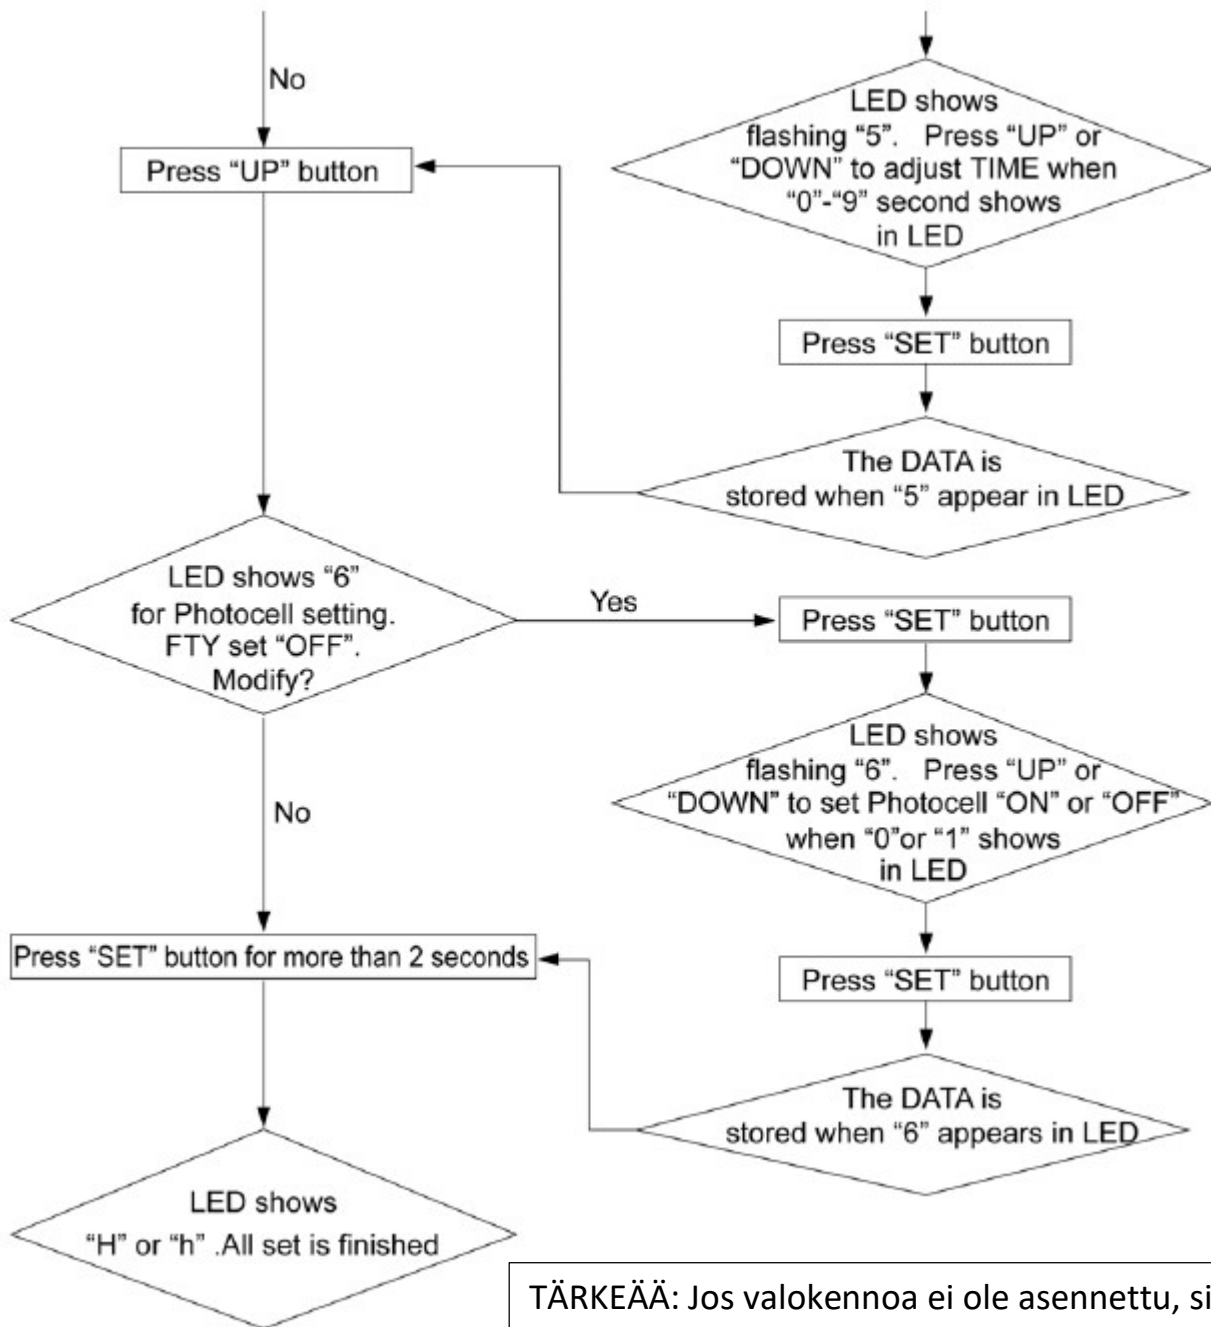 No
Press “UP” button
LED shows
flashing “5”. Press “UP” or
“DOWN” to adjust TIME when
“0”-“9” second shows
in LED
Press “SET” button
The DATA is
stored when “5” appear in LED
LED shows “6”
for Photocell setting.
FTY set “OFF”.
Modify?
Yes
Press “SET” button
LED shows
flashing “6”. Press “UP” or
“DOWN” to set Photocell “ON” or “OFF”
when “0”or “1” shows
in LED
No
Press “SET” button for more than 2 seconds
Press “SET” button
The DATA is
stored when “6” appears in LED
LED shows
“H” or “h” .All set is finished
TÄRKEÄÄ: Jos valokennoa ei ole asennettu, si